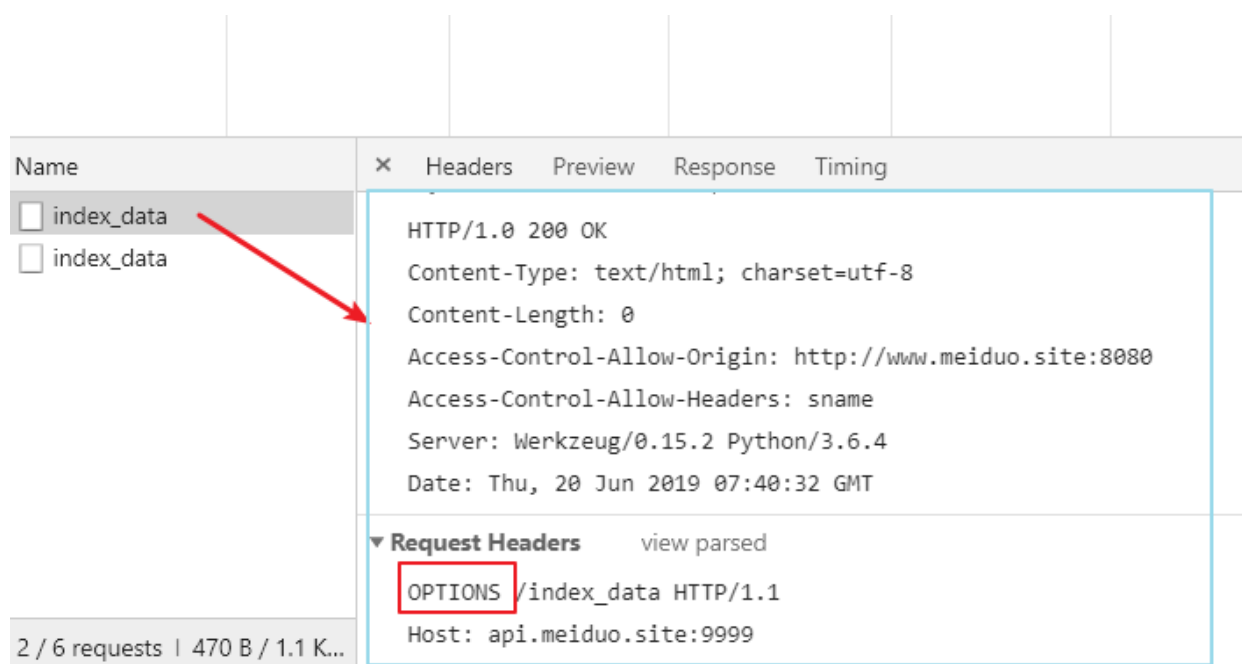 Name
× Headers Preview Response Timing
index_data
index_data
HTTP/1.0 200 OK
Content-Type: text/html; charset=utf-8
Content-Length: 0
Access-Control-Allow-Origin: http://www.meiduo.site:8080
Access-Control-Allow-Headers: sname
Server: Werkzeug/0.15.2 Python/3.6.4
Date: Thu, 20 Jun 2019 07:40:32 GMT
▼ Request Headers view parsed
OPTIONS /index_data HTTP/1.1
Host: api.meiduo.site:9999
2 / 6 requests | 470 B / 1.1 K...